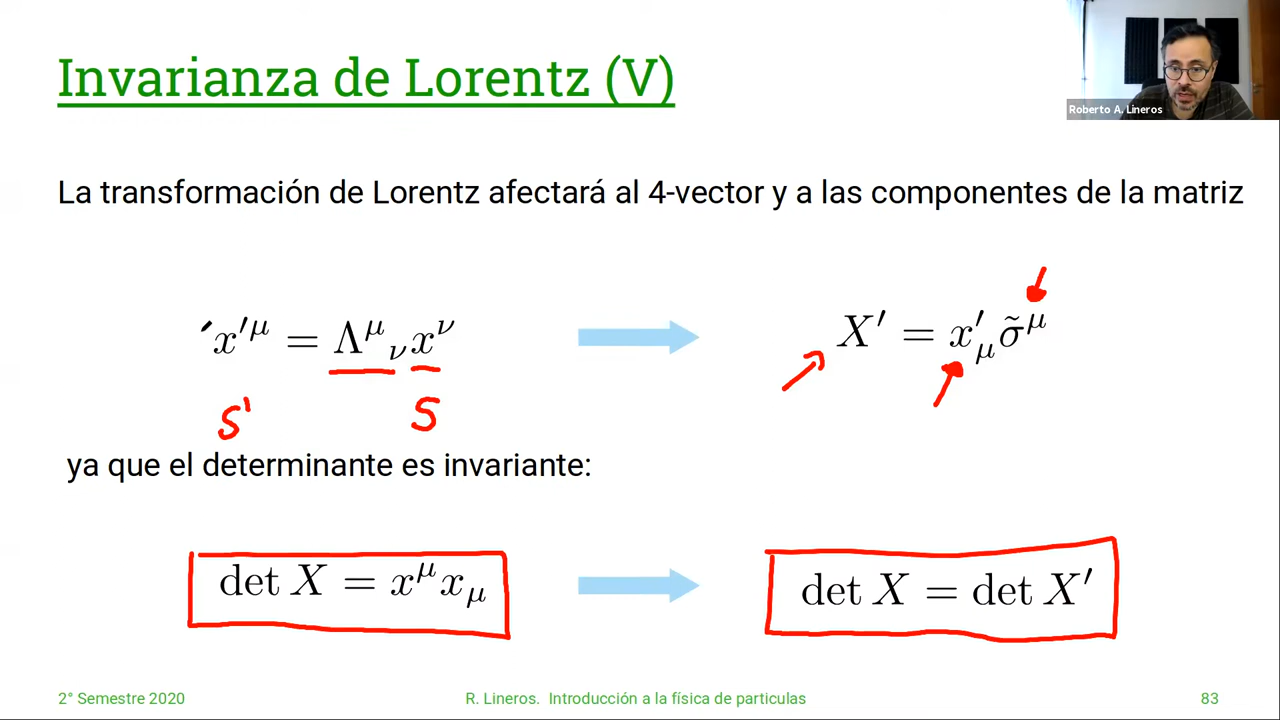 Invarianza de Lorentz (V)
Roberto A. Lineros
La transformación de Lorentz afectará al 4-vector y a las componentes de la matriz
x′^μ = Λ^μ_ν x^ν
X′ = x′_μ σ̃^μ
S' S
ya que el determinante es invariante:
det X = x^μ x_μ
det X = det X′
2° Semestre 2020
R. Lineros. Introducción a la física de particulas
83